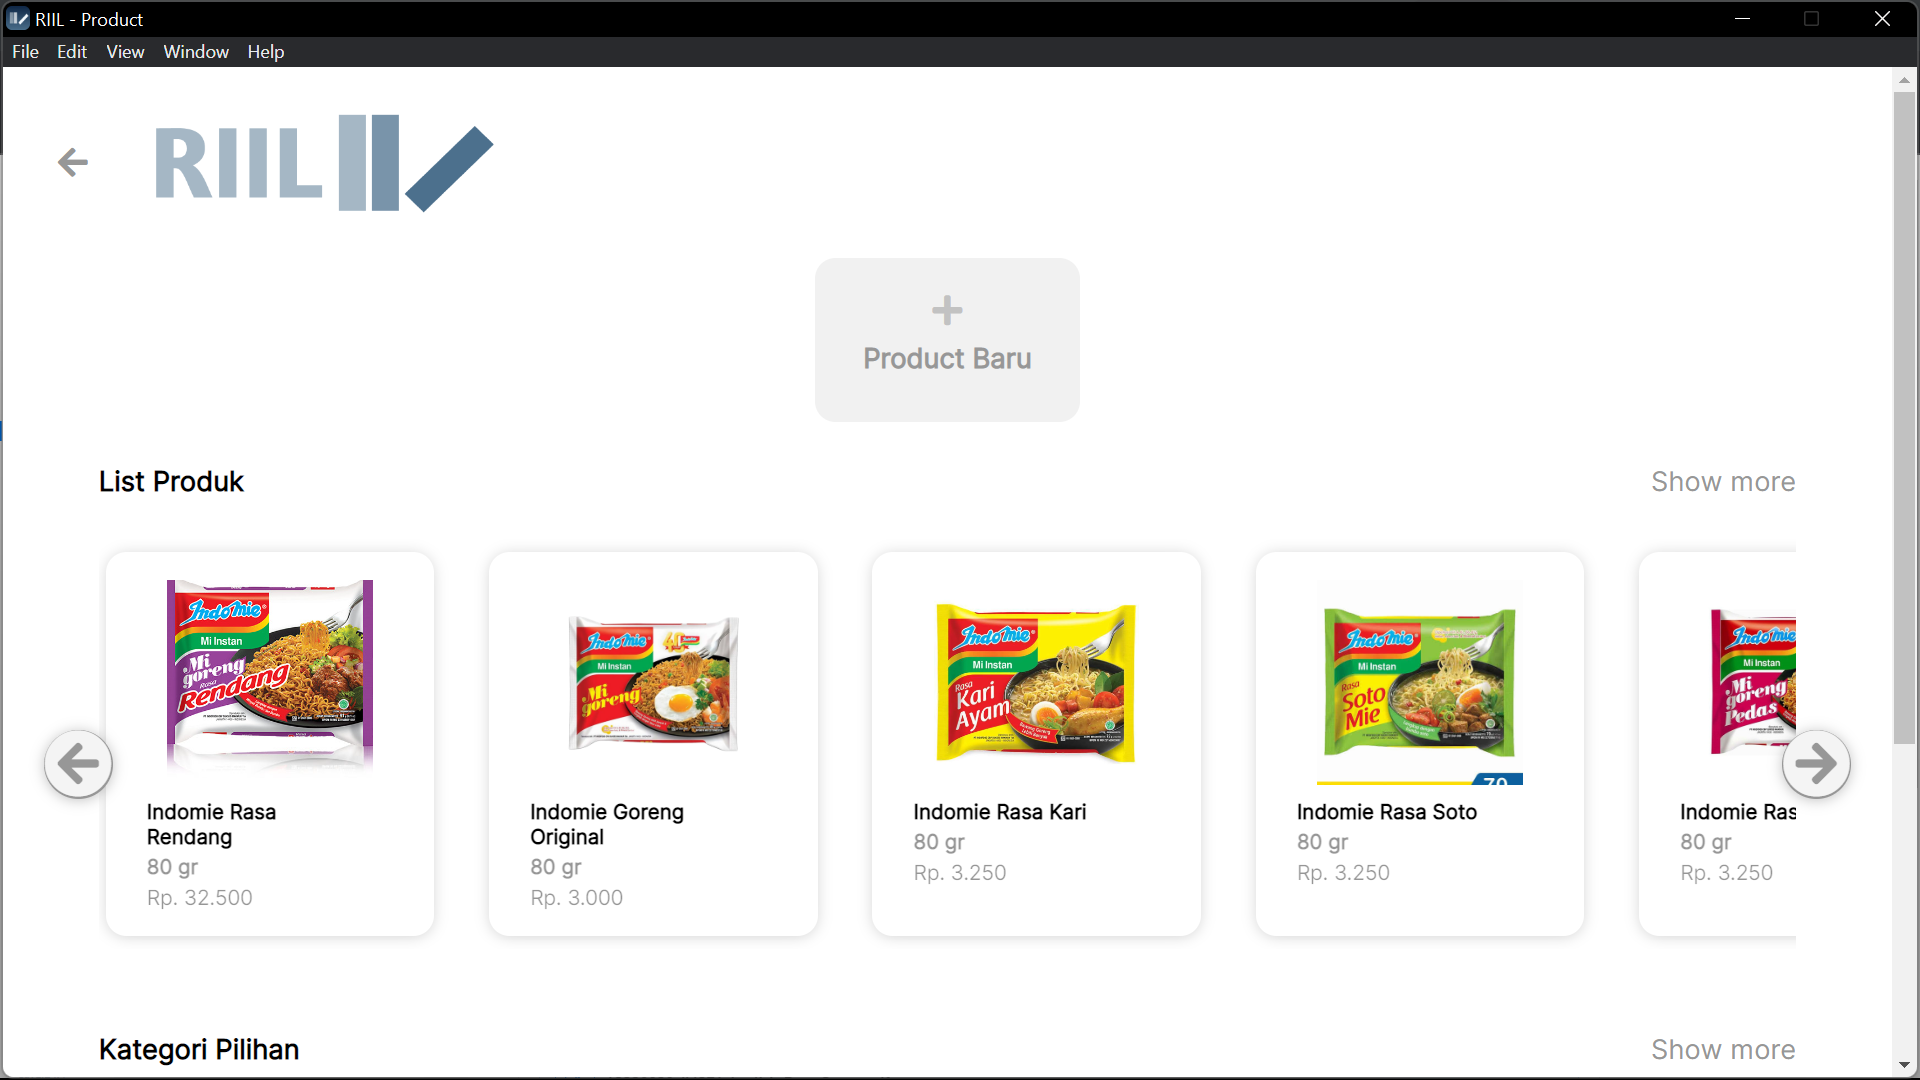 RIIL - Product
File Edit View Window Help
RIIL
Product Baru
List Produk
Show more
Indomie
Mi Instan
Mi
goreng
Rasa
Rendang
Indomie
Mi Instan
Mi
goreng
Indomie
Mi Instan
Rasa
Kari
Ayam
Indomie
Mi Instan
Rasa
Soto
Mie
70
Indomie
Mi Instan
Mi
goreng
Pedas
Indomie Rasa
Rendang
80 gr
Rp. 32.500
Indomie Goreng
Original
80 gr
Rp. 3.000
Indomie Rasa Kari
80 gr
Rp. 3.250
Indomie Rasa Soto
80 gr
Rp. 3.250
Indomie Ras
80 gr
Rp. 3.250
Kategori Pilihan
Show more